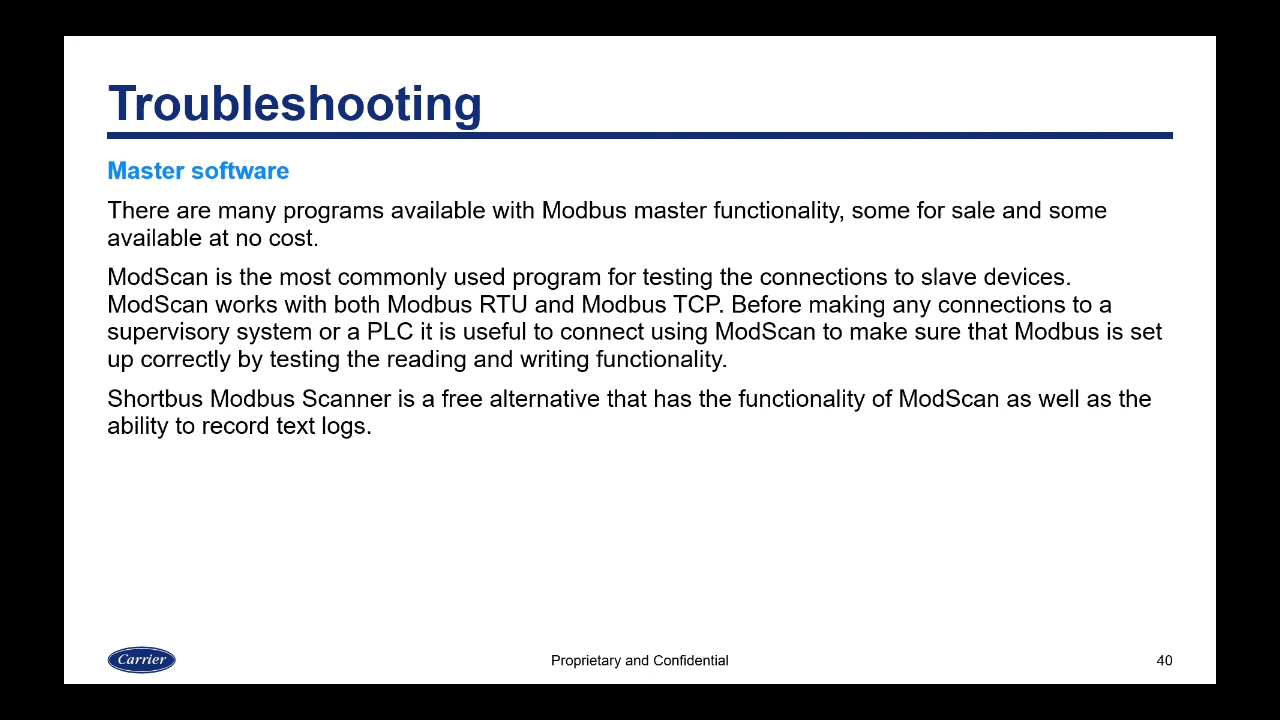 Troubleshooting
Master software
There are many programs available with Modbus master functionality, some for sale and some
available at no cost.
ModScan is the most commonly used program for testing the connections to slave devices.
ModScan works with both Modbus RTU and Modbus TCP. Before making any connections to a
supervisory system or a PLC it is useful to connect using ModScan to make sure that Modbus is set
up correctly by testing the reading and writing functionality.
Shortbus Modbus Scanner is a free alternative that has the functionality of ModScan as well as the
ability to record text logs.
Carrier
Proprietary and Confidential
40